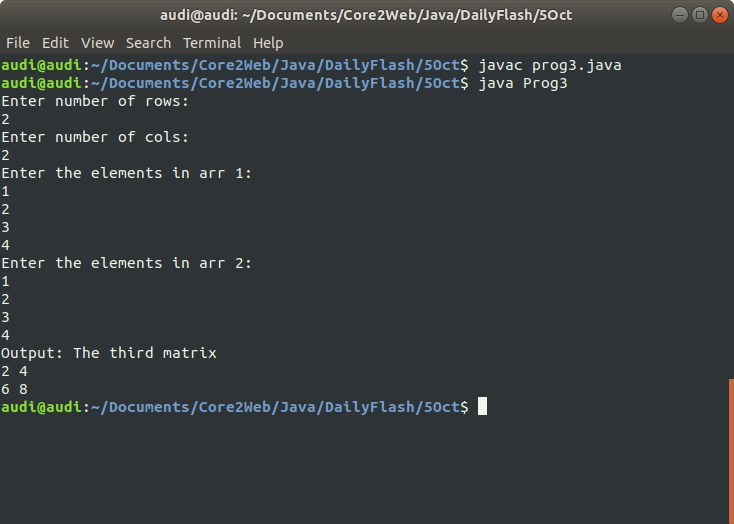 audi@audi: ~/Documents/Core2Web/Java/DailyFlash/5Oct
File Edit View Search Terminal Help
audi@audi:~/Documents/Core2Web/Java/DailyFlash/5Oct$ javac prog3.java
audi@audi:~/Documents/Core2Web/Java/DailyFlash/5Oct$ java Prog3
Enter number of rows:
2
Enter number of cols:
2
Enter the elements in arr 1:
1
2
3
4
Enter the elements in arr 2:
1
2
3
4
Output: The third matrix
2 4
6 8
audi@audi:~/Documents/Core2Web/Java/DailyFlash/5Oct$